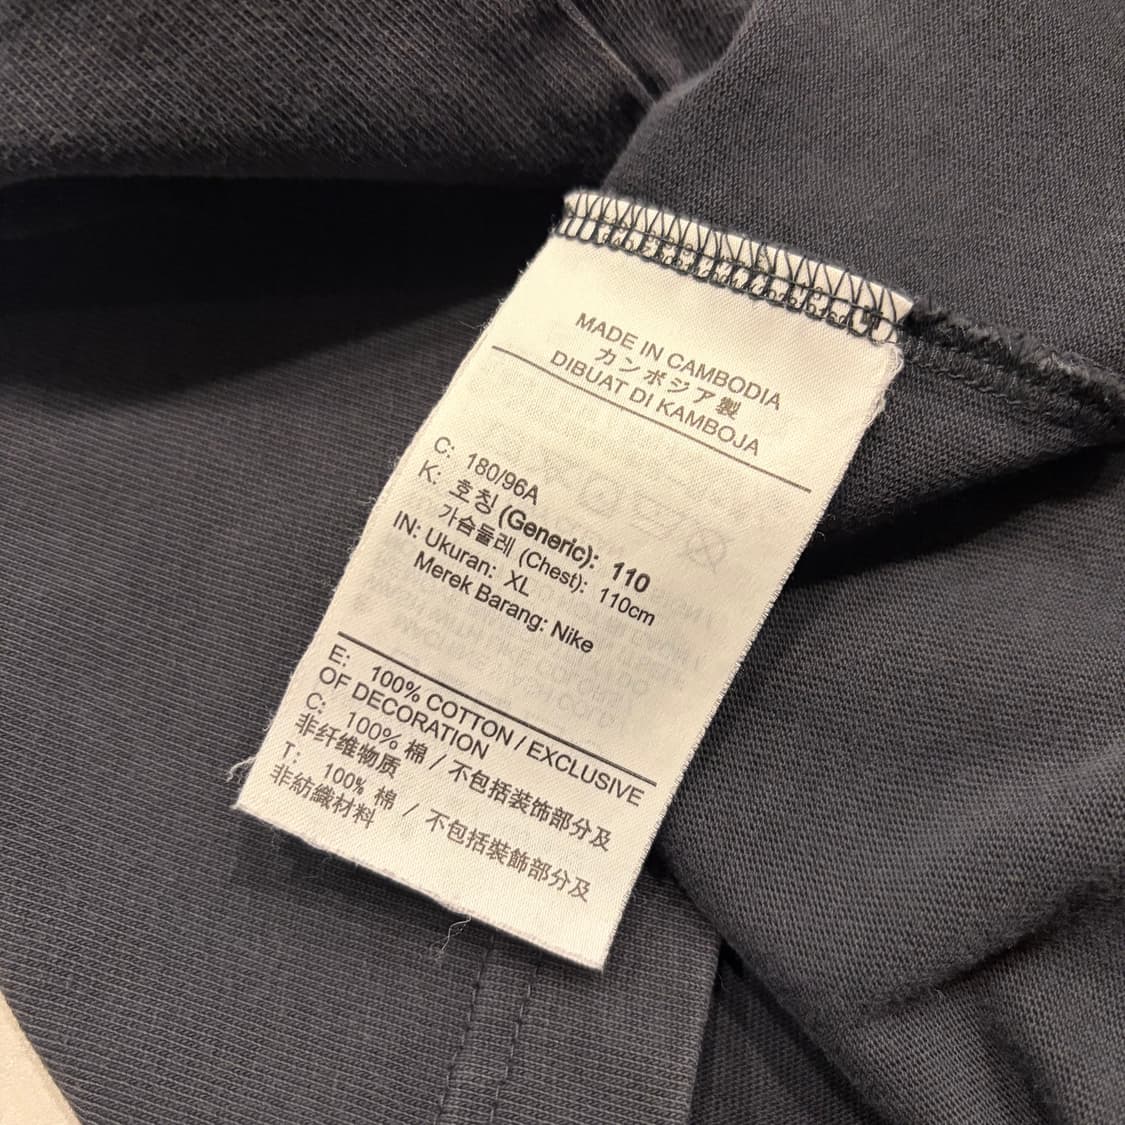 MADE IN CAMBODIA
カンボジア製
DIBUAT DI KAMBOJA
C: 180/96A
K: 호칭 (Generic): 110
가슴둘레 (Chest): 110cm
IN: Ukuran: XL
Merek Barang: Nike
E: 100% COTTON / EXCLUSIVE
OF DECORATION
C: 100% 棉 / 不包括装饰部分及
非纤维物质
T: 100% 棉 / 不包括裝飾部分及
非紡織材料